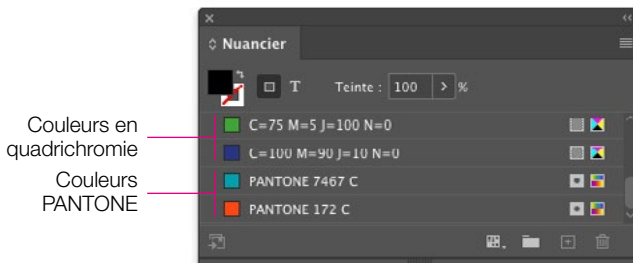 Nuancier
T Teinte : 100 %
Couleurs en
quadrichromie
C=75 M=5 J=100 N=0
C=100 M=90 J=10 N=0
Couleurs
PANTONE
PANTONE 7467 C
PANTONE 172 C